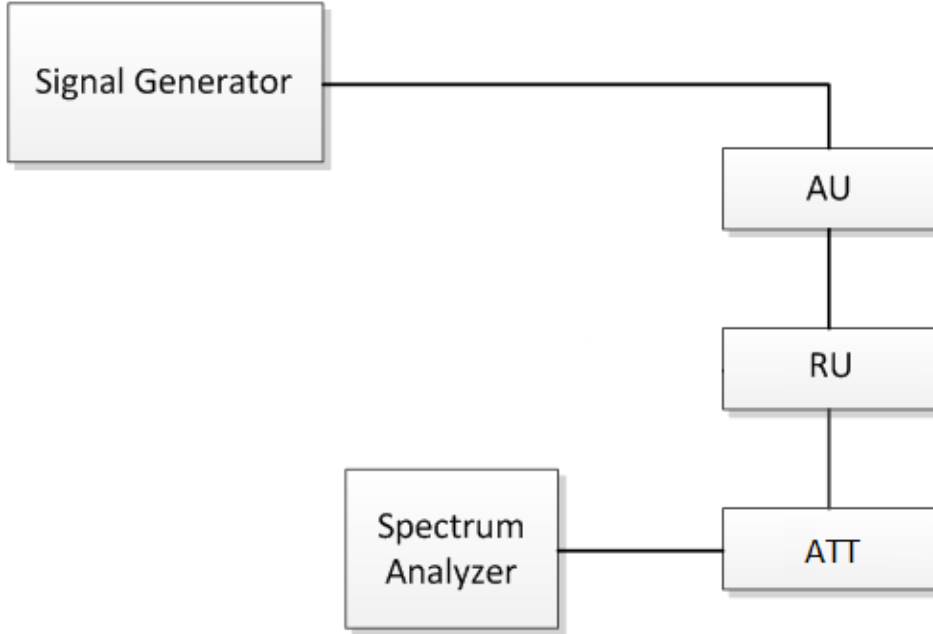 Signal Generator
AU
RU
Spectrum
Analyzer
ATT